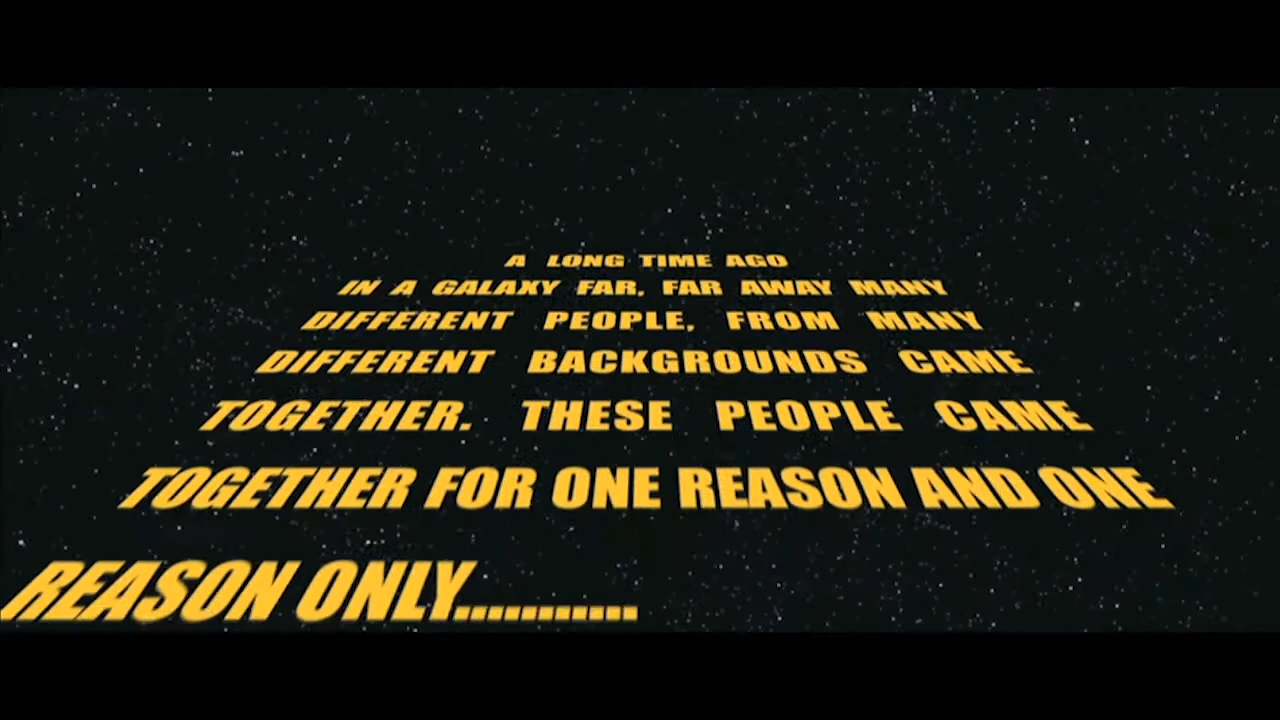 A LONG TIME AGO
IN A GALAXY FAR, FAR AWAY MANY
DIFFERENT PEOPLE, FROM MANY
DIFFERENT BACKGROUNDS CAME
TOGETHER. THESE PEOPLE CAME
TOGETHER FOR ONE REASON AND ONE
REASON ONLY...........